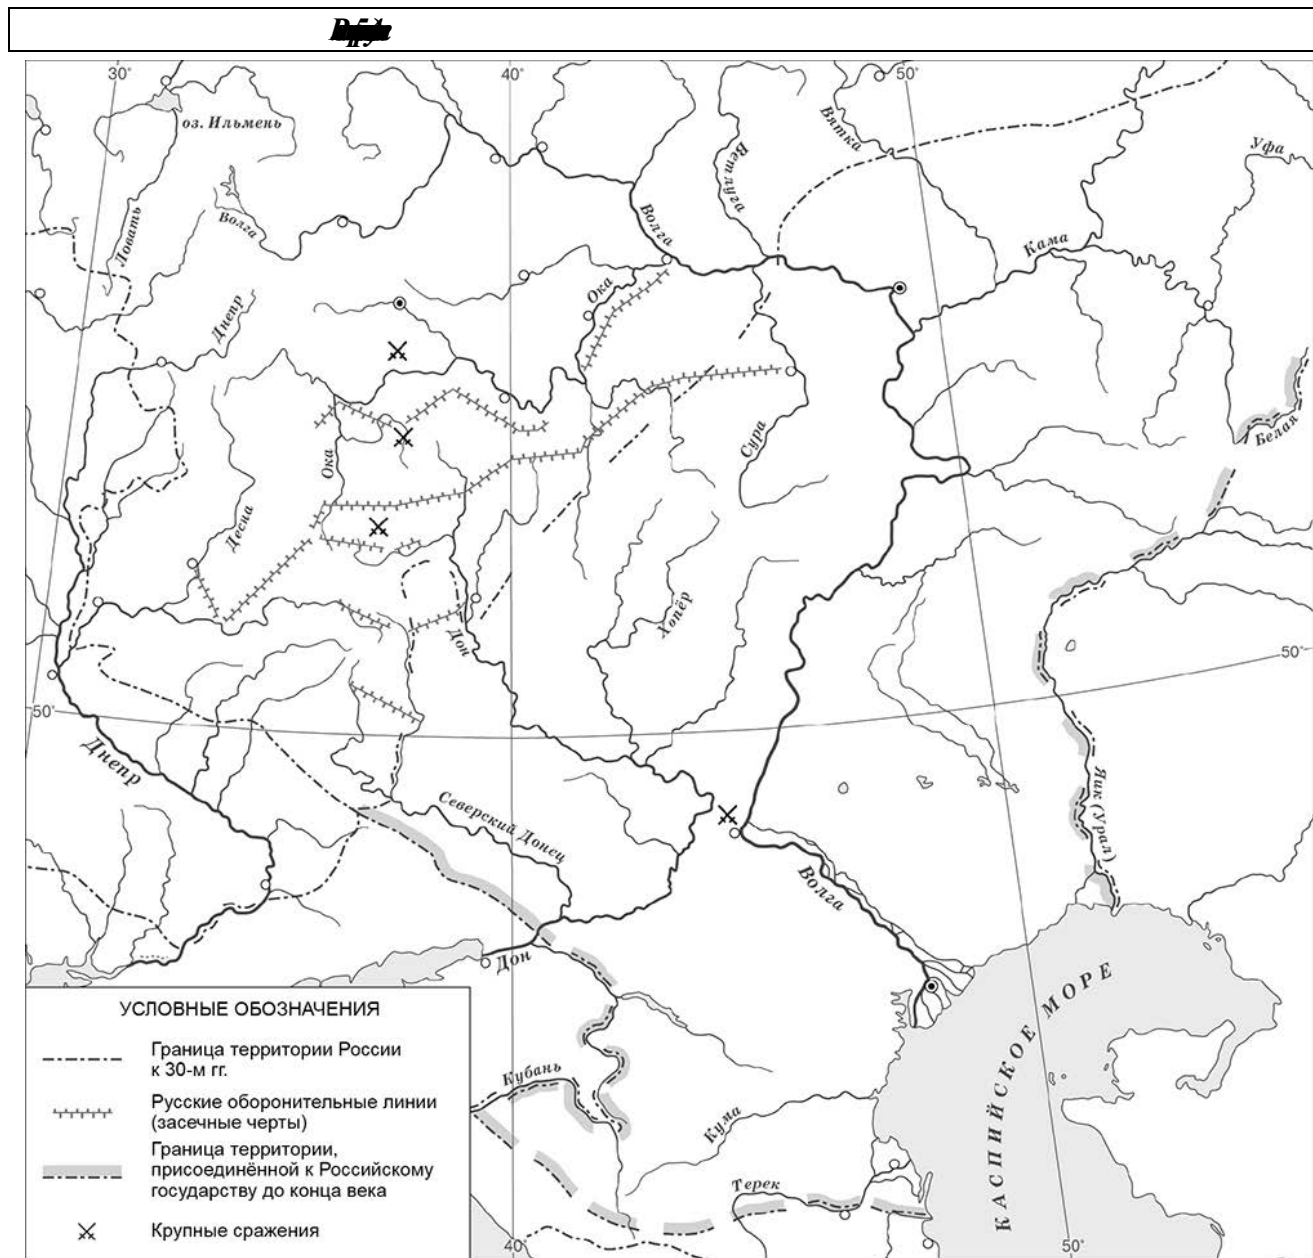 30° 40° 50°
оз. Ильмень
Вятка
Ветлуга
Уфа
Ловать
Волга
Волга
Кама
Днепр
Ока
Белая
Сура
Ока
Десна
Хопёр
Дон
50°
50°
Днепр
Яик (Урал)
Северский Донец
Волга
Дон
КАСПИЙСКОЕ МОРЕ
УСЛОВНЫЕ ОБОЗНАЧЕНИЯ
Граница территории России
к 30-м гг.
Русские оборонительные линии
(засечные черты)
Граница территории,
присоединённой к Российскому
государству до конца века
Крупные сражения
Кубань
Кума
Терек
40° 50°